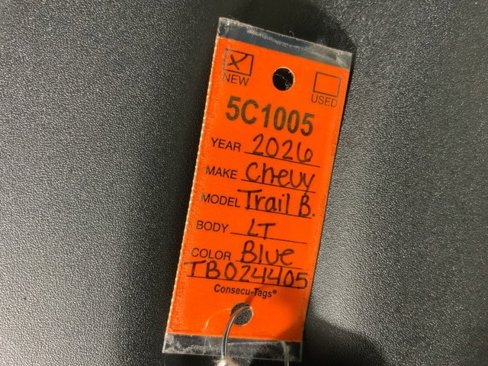 NEW USED
5C1005
YEAR 2026
MAKE Chevy
MODEL Trail B.
BODY LT
COLOR Blue
TB024405
Consecu-Tags®